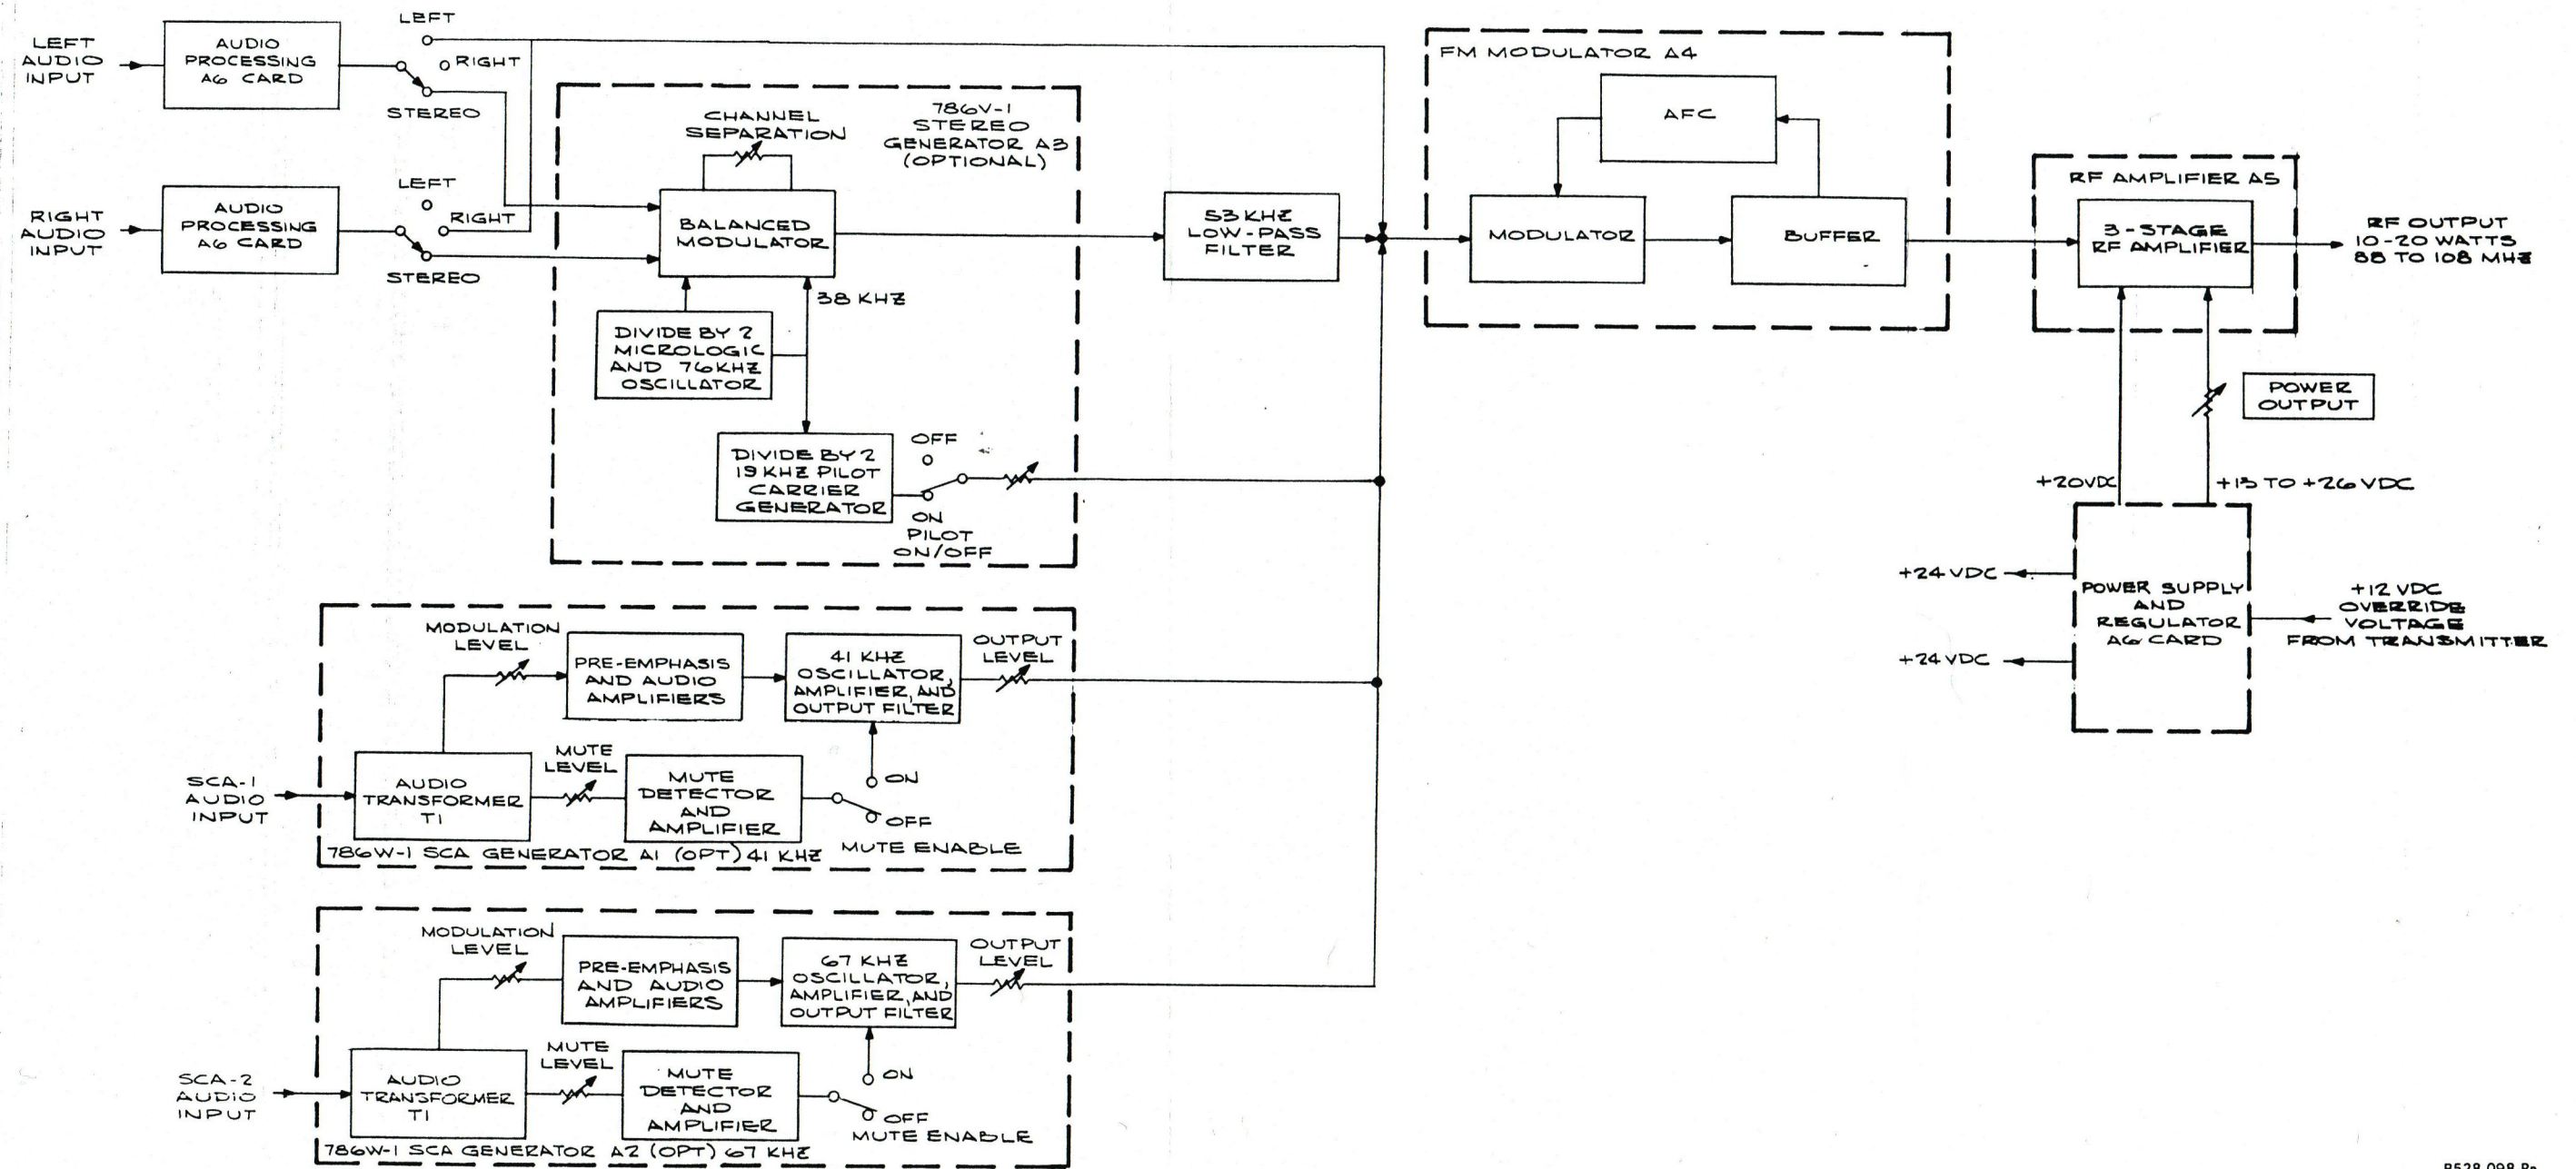 LEFT
AUDIO
INPUT
AUDIO
PROCESSING
A6 CARD
LEFT
RIGHT
STEREO
RIGHT
AUDIO
INPUT
AUDIO
PROCESSING
A6 CARD
LEFT
RIGHT
STEREO
786V-1
STEREO
GENERATOR A3
(OPTIONAL)
CHANNEL
SEPARATION
BALANCED
MODULATOR
38 KHZ
DIVIDE BY 2
MICROLOGIC
AND 76KHZ
OSCILLATOR
DIVIDE BY 2
19 KHZ PILOT
CARRIER
GENERATOR
OFF
ON
PILOT
ON/OFF
53 KHZ
LOW-PASS
FILTER
FM MODULATOR A4
AFC
MODULATOR
BUFFER
RF AMPLIFIER A5
3-STAGE
RF AMPLIFIER
RF OUTPUT
10-20 WATTS
88 TO 108 MHZ
POWER
OUTPUT
+20VDC
+13 TO +26 VDC
+24 VDC
+24 VDC
POWER SUPPLY
AND
REGULATOR
A6 CARD
+12 VDC
OVERRIDE
VOLTAGE
FROM TRANSMITTER
MODULATION
LEVEL
PRE-EMPHASIS
AND AUDIO
AMPLIFIERS
41 KHZ
OSCILLATOR,
AMPLIFIER, AND
OUTPUT FILTER
OUTPUT
LEVEL
SCA-1
AUDIO
INPUT
AUDIO
TRANSFORMER
T1
MUTE
LEVEL
MUTE
DETECTOR
AND
AMPLIFIER
ON
OFF
MUTE ENABLE
786W-1 SCA GENERATOR A1 (OPT) 41 KHZ
MODULATION
LEVEL
PRE-EMPHASIS
AND AUDIO
AMPLIFIERS
67 KHZ
OSCILLATOR,
AMPLIFIER, AND
OUTPUT FILTER
OUTPUT
LEVEL
SCA-2
AUDIO
INPUT
AUDIO
TRANSFORMER
T1
MUTE
LEVEL
MUTE
DETECTOR
AND
AMPLIFIER
ON
OFF
MUTE ENABLE
786W-1 SCA GENERATOR A2 (OPT) 67 KHZ